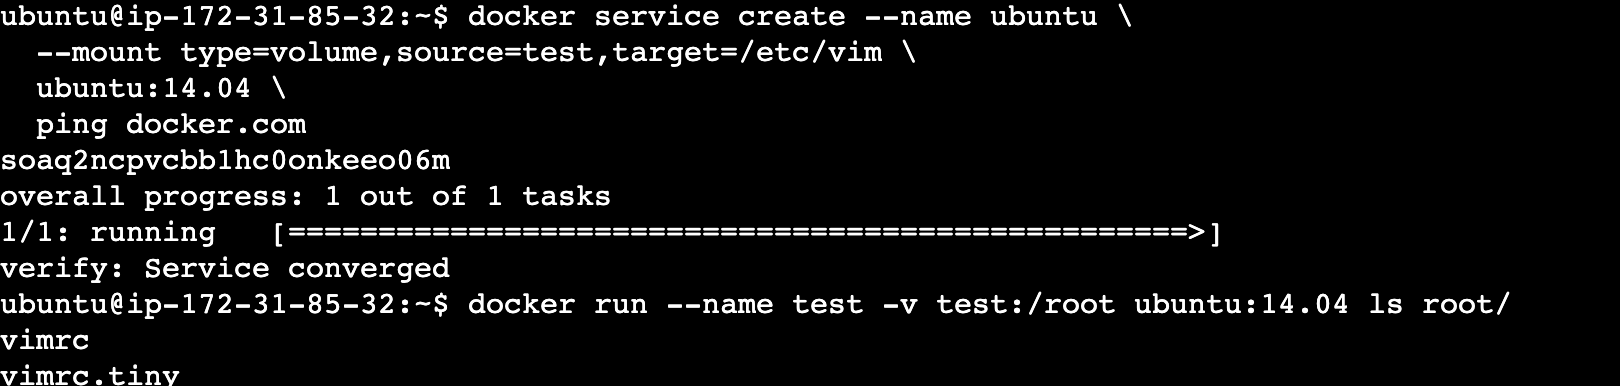 ubuntu@ip-172-31-85-32:~$ docker service create --name ubuntu \
  --mount type=volume,source=test,target=/etc/vim \
  ubuntu:14.04 \
  ping docker.com
soaq2ncpvcbb1hc0onkeeo06m
overall progress: 1 out of 1 tasks
1/1: running   [==================================================>]
verify: Service converged
ubuntu@ip-172-31-85-32:~$ docker run --name test -v test:/root ubuntu:14.04 ls root/
vimrc
vimrc.tiny